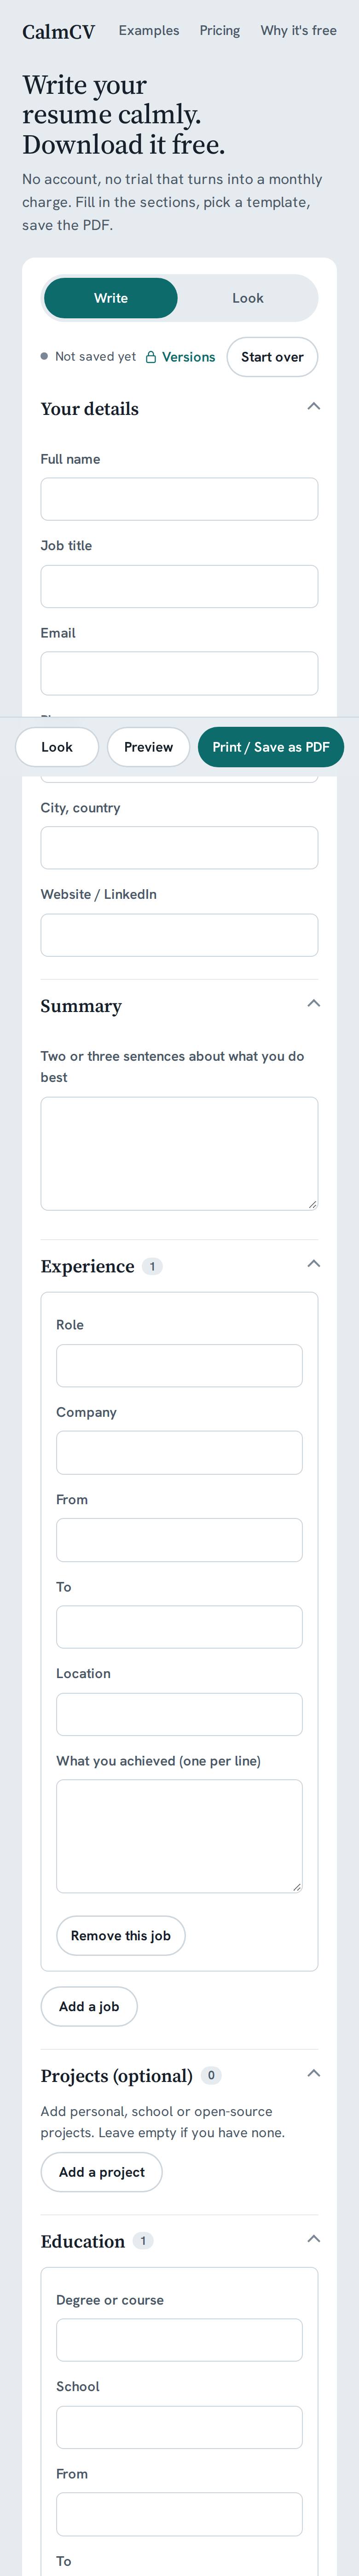 CalmCV
Examples
Pricing
Why it's free
Write your
resume calmly.
Download it free.
No account, no trial that turns into a monthly
charge. Fill in the sections, pick a template,
save the PDF.
Write
Look
Not saved yet
Versions
Start over
Your details
Full name
Job title
Email
Look
Preview
Print / Save as PDF
City, country
Website / LinkedIn
Summary
Two or three sentences about what you do
best
Experience 1
Role
Company
From
To
Location
What you achieved (one per line)
Remove this job
Add a job
Projects (optional) 0
Add personal, school or open-source
projects. Leave empty if you have none.
Add a project
Education 1
Degree or course
School
From
To